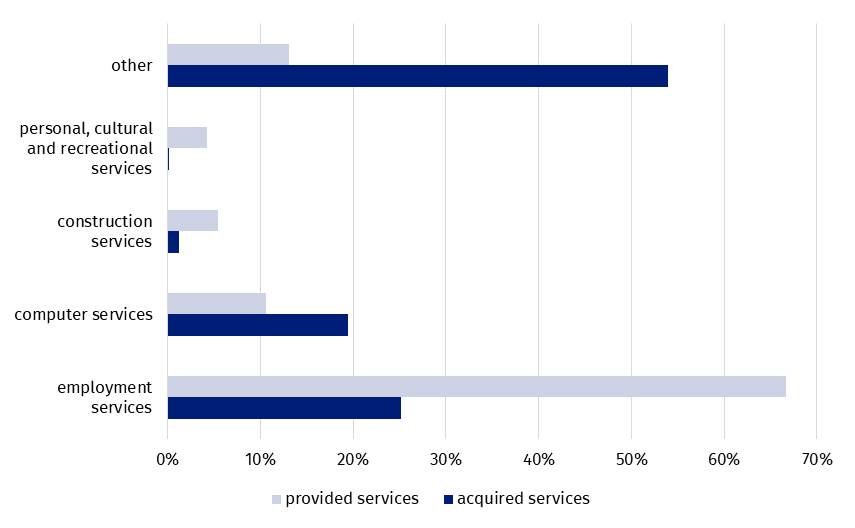 other
personal, cultural
and recreational
services
construction
services
computer services
employment
services
0% 10% 20% 30% 40% 50% 60% 70%
provided services acquired services